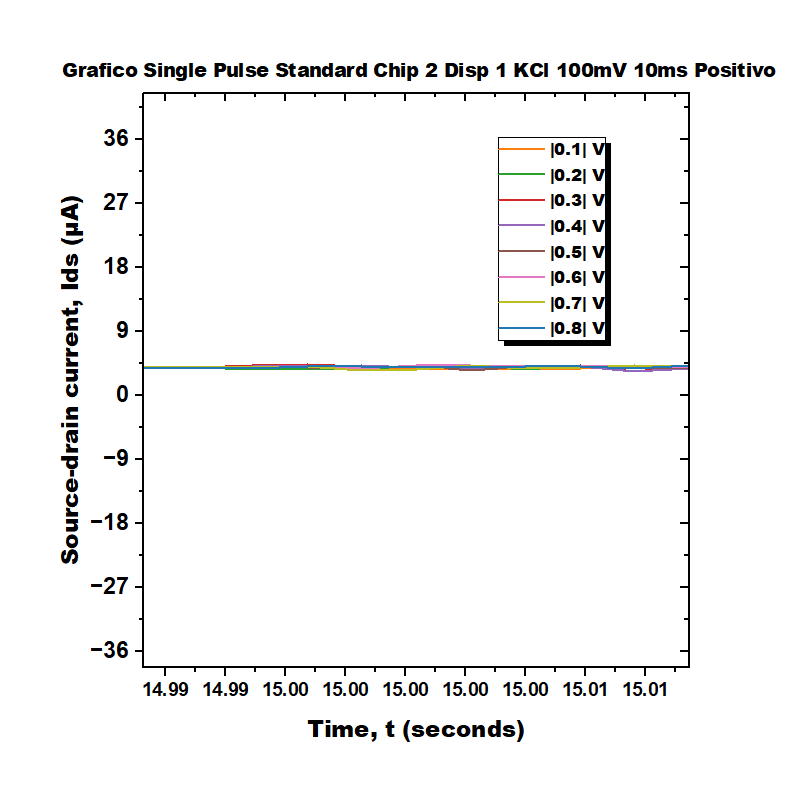 Grafico Single Pulse Standard Chip 2 Disp 1 KCl 100mV 10ms Positivo
Source-drain current, Ids (µA)
36
27
18
9
0
−9
−18
−27
−36
|0.1| V
|0.2| V
|0.3| V
|0.4| V
|0.5| V
|0.6| V
|0.7| V
|0.8| V
14.99 14.99 15.00 15.00 15.00 15.00 15.00 15.01 15.01
Time, t (seconds)